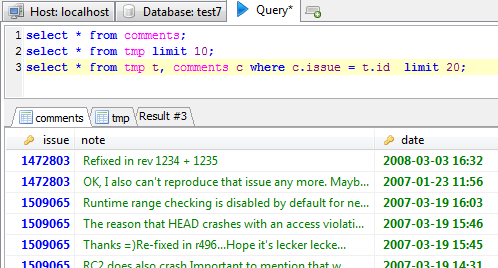 Host: localhost Database: test7 Query*
1 select * from comments;
2 select * from tmp limit 10;
3 select * from tmp t, comments c where c.issue = t.id limit 20;
comments tmp Result #3
issue note date
1472803 Refixed in rev 1234 + 1235 2008-03-03 16:32
1472803 OK, I also can't reproduce that issue any more. Mayb... 2007-01-23 11:56
1509065 Runtime range checking is disabled by default for ne... 2007-03-19 16:03
1509065 The reason that HEAD crashes with an access violati... 2007-03-19 15:46
1509065 Thanks =)Re-fixed in r496...Hope it's lecker lecke... 2007-03-19 15:45
1509065 RC2 does also crash Important to mention that w 2007-03-19 14:31